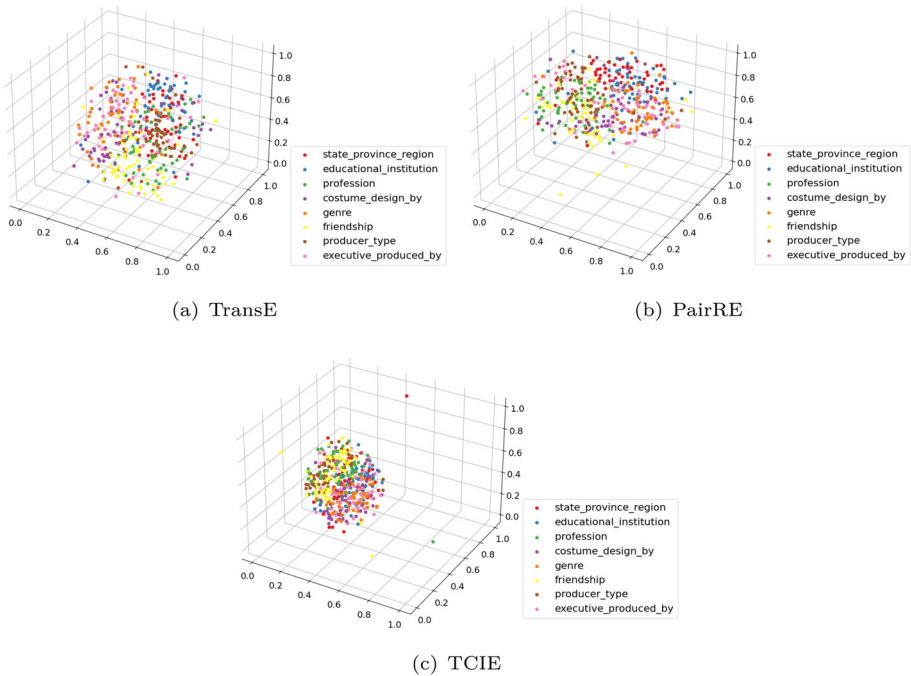 1.0
0.8
0.6
0.4
0.2
0.0
0.0
0.2
0.4
0.6
0.8
1.0
0.0
0.2
0.4
0.6
0.8
1.0
state_province_region
educational_institution
profession
costume_design_by
genre
friendship
producer_type
executive_produced_by
(a) TransE
1.0
0.8
0.6
0.4
0.2
0.0
0.0
0.2
0.4
0.6
0.8
1.0
0.0
0.2
0.4
0.6
0.8
1.0
state_province_region
educational_institution
profession
costume_design_by
genre
friendship
producer_type
executive_produced_by
(b) PairRE
1.0
0.8
0.6
0.4
0.2
0.0
0.0
0.2
0.4
0.6
0.8
1.0
0.0
0.2
0.4
0.6
0.8
1.0
state_province_region
educational_institution
profession
costume_design_by
genre
friendship
producer_type
executive_produced_by
(c) TCIE